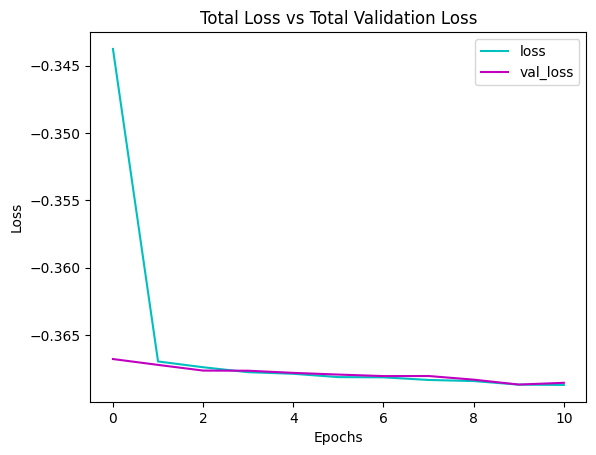 Total Loss vs Total Validation Loss
loss
val_loss
−0.345
−0.350
−0.355
−0.360
−0.365
Loss
0
2
4
6
8
10
Epochs